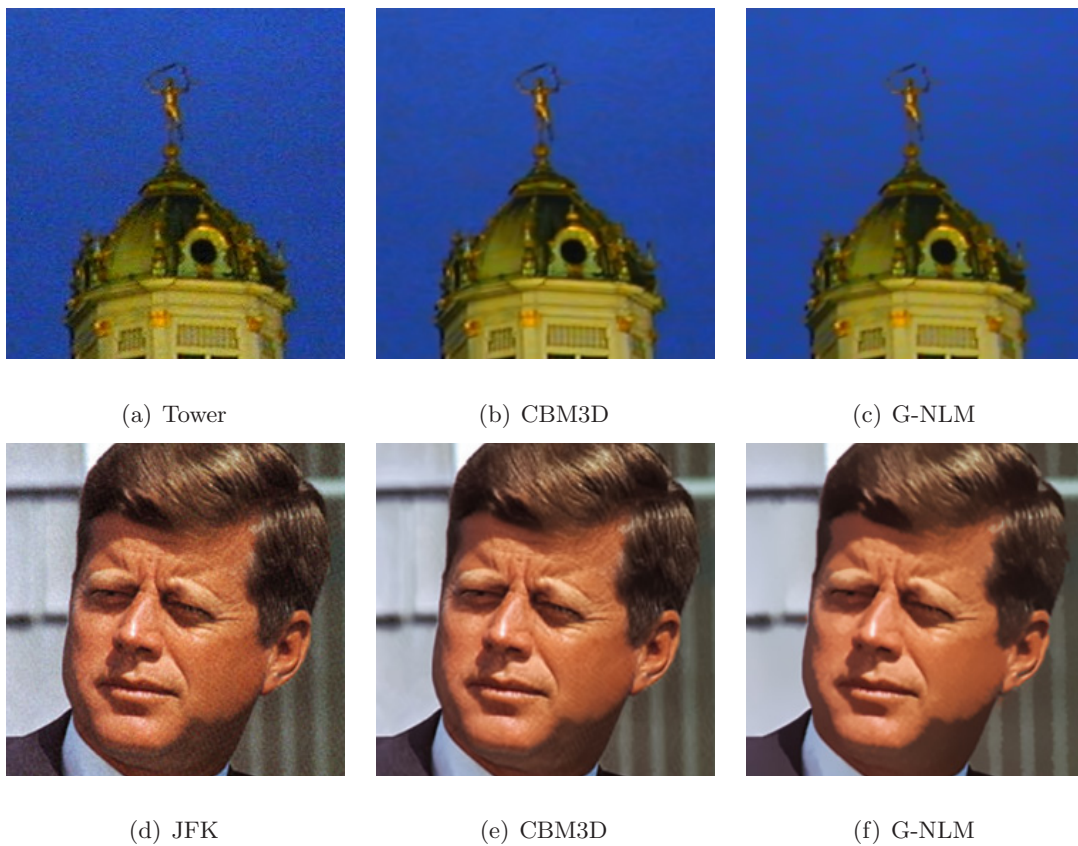 (a) Tower
(b) CBM3D
(c) G-NLM
(d) JFK
(e) CBM3D
(f) G-NLM